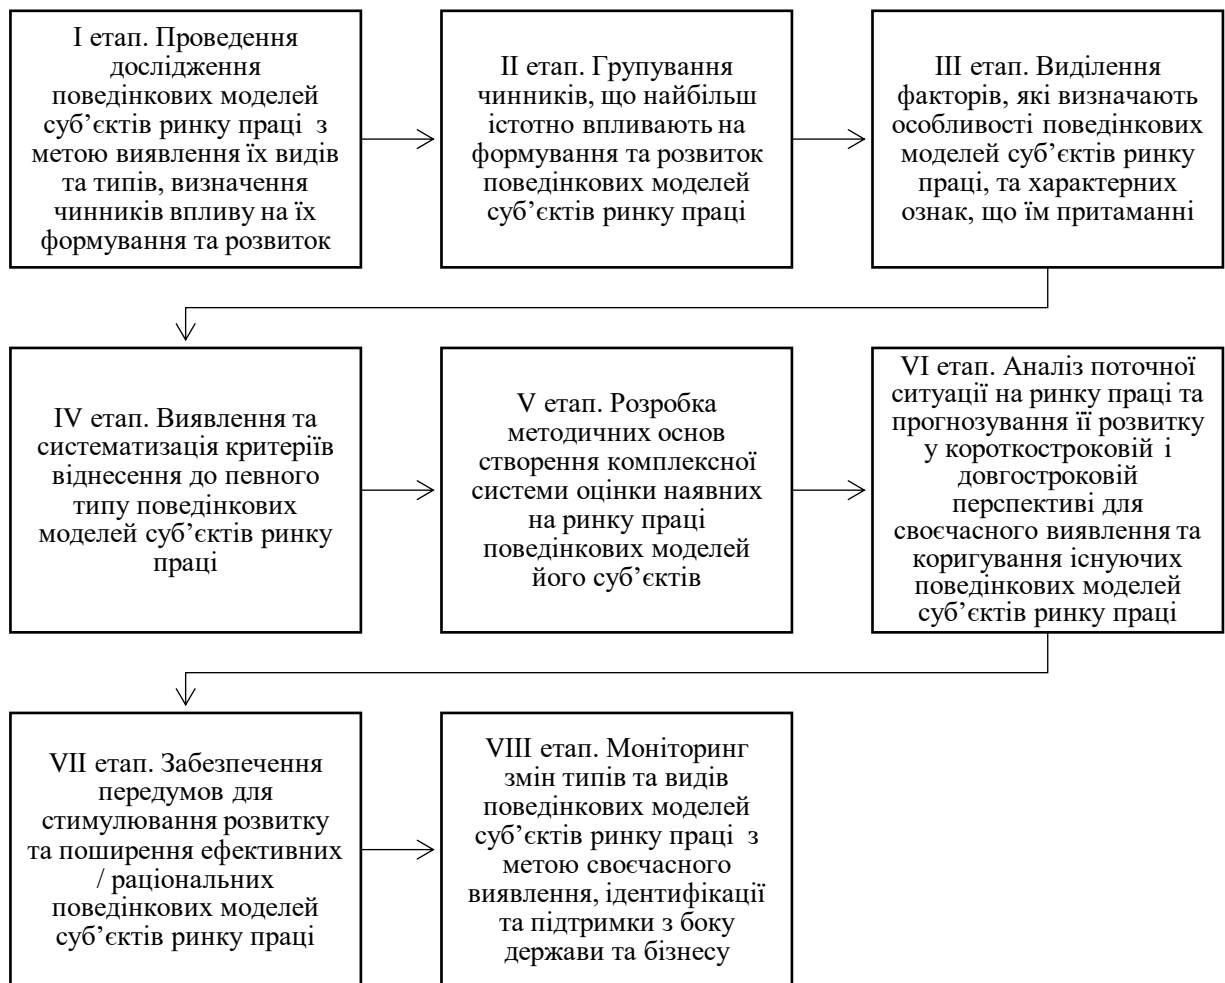 І етап. Проведення
дослідження
поведінкових моделей
суб’єктів ринку праці з
метою виявлення їх видів
та типів, визначення
чинників впливу на їх
формування та розвиток
ІІ етап. Групування
чинників, що найбільш
істотно впливають на
формування та розвиток
поведінкових моделей
суб’єктів ринку праці
ІІІ етап. Виділення
факторів, які визначають
особливості поведінкових
моделей суб’єктів ринку
праці, та характерних
ознак, що їм притаманні
IV етап. Виявлення та
систематизація критеріїв
віднесення до певного
типу поведінкових
моделей суб’єктів ринку
праці
V етап. Розробка
методичних основ
створення комплексної
системи оцінки наявних
на ринку праці
поведінкових моделей
його суб’єктів
VI етап. Аналіз поточної
ситуації на ринку праці та
прогнозування її розвитку
у короткостроковій і
довгостроковій
перспективі для
своєчасного виявлення та
коригування існуючих
поведінкових моделей
суб’єктів ринку праці
VII етап. Забезпечення
передумов для
стимулювання розвитку
та поширення ефективних
/ раціональних
поведінкових моделей
суб’єктів ринку праці
VIII етап. Моніторинг
змін типів та видів
поведінкових моделей
суб’єктів ринку праці з
метою своєчасного
виявлення, ідентифікації
та підтримки з боку
держави та бізнесу